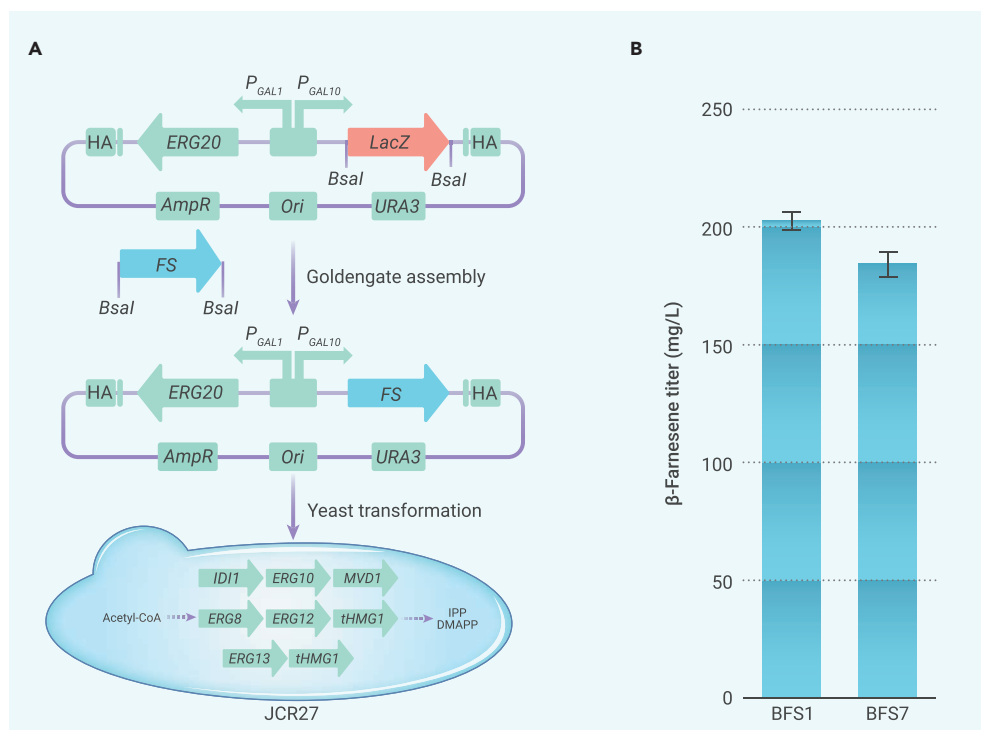 A
P GAL1 P GAL10
HA ERG20 LacZ HA
BsaI BsaI
AmpR Ori URA3
FS
BsaI BsaI
Goldengate assembly
P GAL1 P GAL10
HA ERG20 FS HA
AmpR Ori URA3
Yeast transformation
IDI1 ERG10 MVD1
Acetyl-CoA ERG8 ERG12 tHMG1 IPP
DMAPP
ERG13 tHMG1
JCR27
B
β-Farnesene titer (mg/L)
250
200
150
100
50
0
BFS1 BFS7